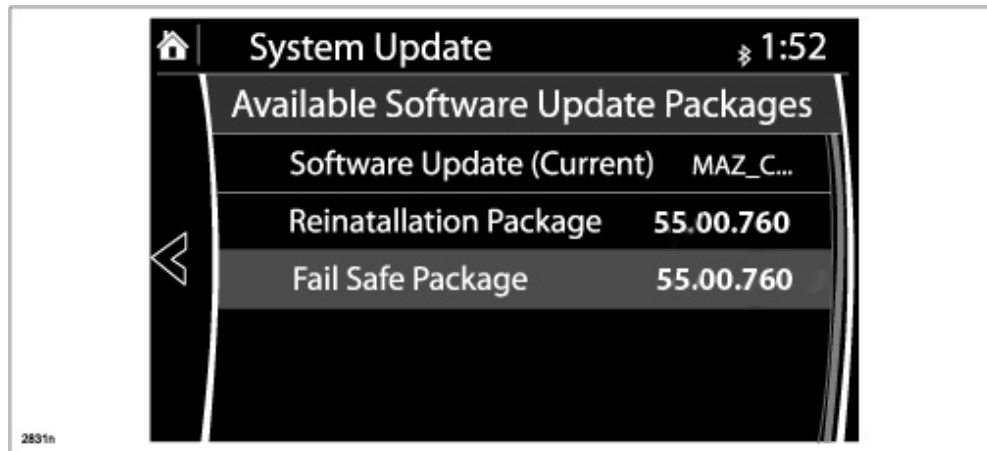 System Update 1:52
Available Software Update Packages
Software Update (Current) MAZ_C...
Reinatallation Package 55.00.760
Fail Safe Package 55.00.760
2831n